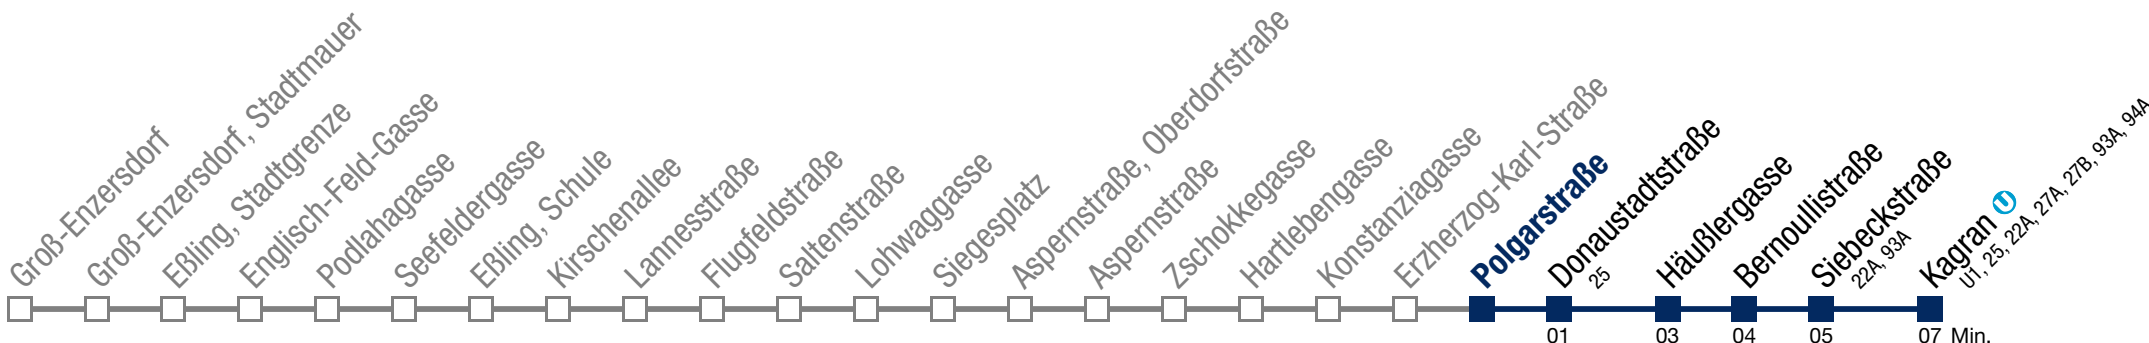 Groß-Enzersdorf
Groß-Enzersdorf, Stadtmauer
Eßling, Stadtgrenze
Englisch-Feld-Gasse
Podlahagasse
Seefeldergasse
Eßling, Schule
Kirschenallee
Lannesstraße
Flugfeldstraße
Saltenstraße
Lohwaggasse
Siegesplatz
Aspernstraße, Oberdorfstraße
Aspernstraße
Zschokkegasse
Hartlebengasse
Konstanziagasse
Erzherzog-Karl-Straße
Polgarstraße
Donaustadtstraße
25
Häußlergasse
Bernoullistraße
Siebeckstraße
22A, 93A
Kagran U
U1, 25, 22A, 27A, 27B, 93A, 94A
01 03 04 05 07 Min.